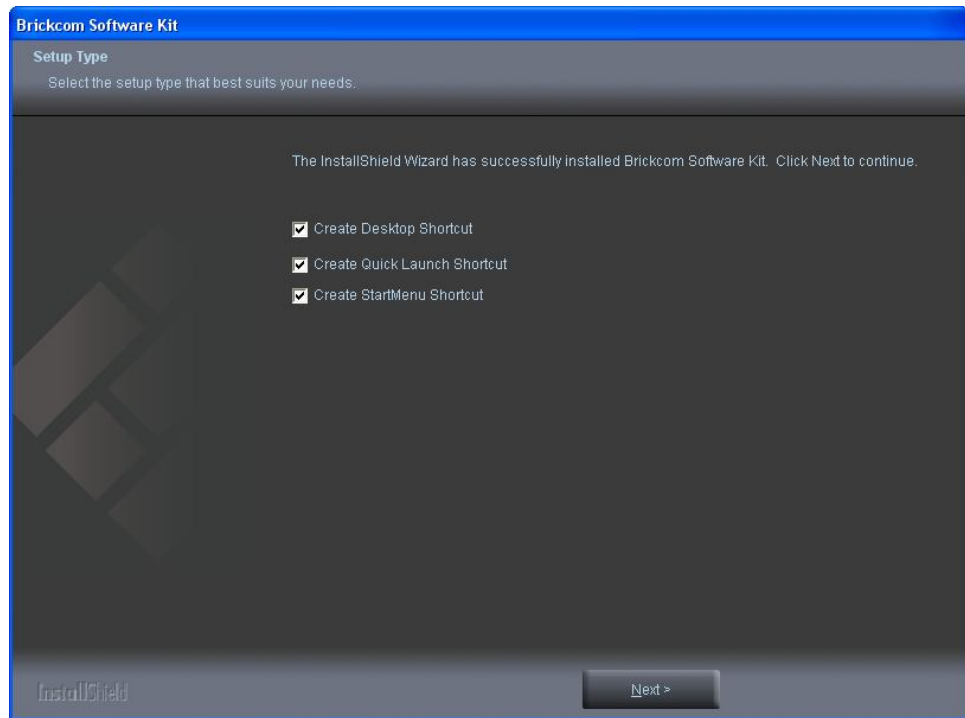 Brickcom Software Kit
Setup Type
Select the setup type that best suits your needs.
The InstallShield Wizard has successfully installed Brickcom Software Kit. Click Next to continue.
Create Desktop Shortcut
Create Quick Launch Shortcut
Create StartMenu Shortcut
InstallShield
Next >